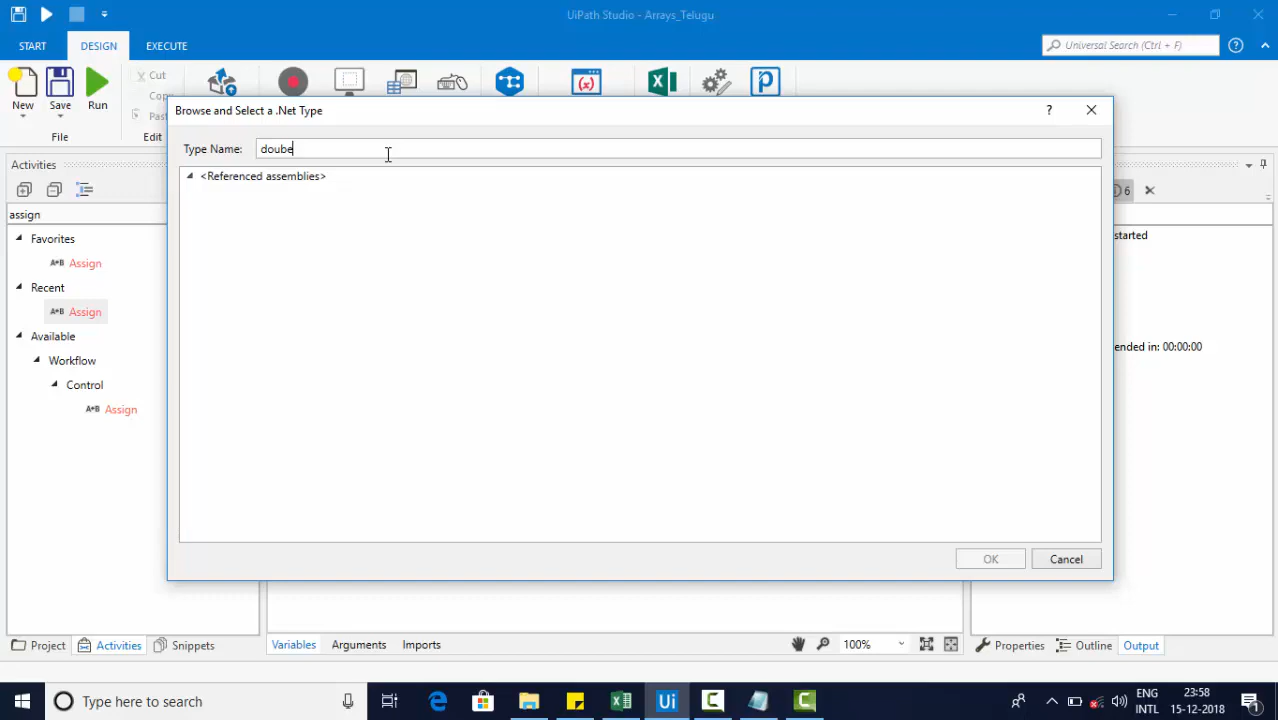 UiPath Studio - Arrays_Telugu
START
DESIGN
EXECUTE
Universal Search (Ctrl + F)
New
Save
Run
Cut
File
Edit
Browse and Select a .Net Type
Type Name:
doube
<Referenced assemblies>
OK
Cancel
Activities
assign
Favorites
A*B Assign
Recent
A*B Assign
Available
Workflow
Control
A*B Assign
6
started
ended in: 00:00:00
Project
Activities
Snippets
Variables
Arguments
Imports
100%
Properties
Outline
Output
Type here to search
Ui
ENG
INTL
23:58
15-12-2018
1